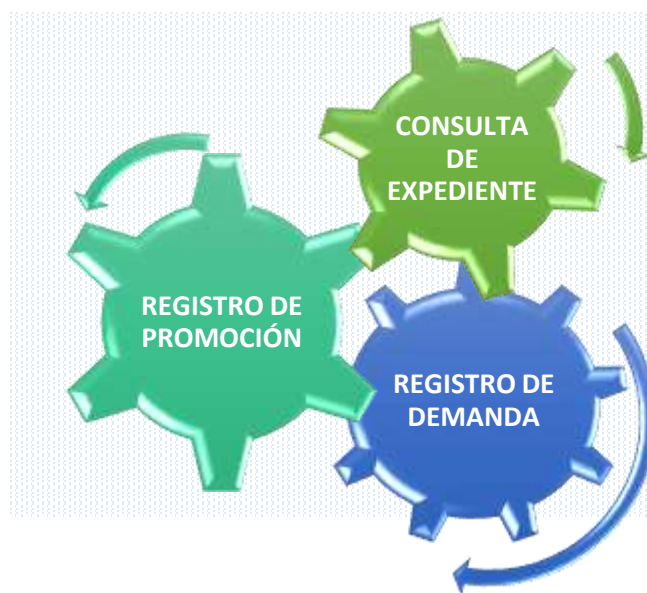 CONSULTA
DE
EXPEDIENTE
REGISTRO DE
PROMOCIÓN
REGISTRO DE
DEMANDA